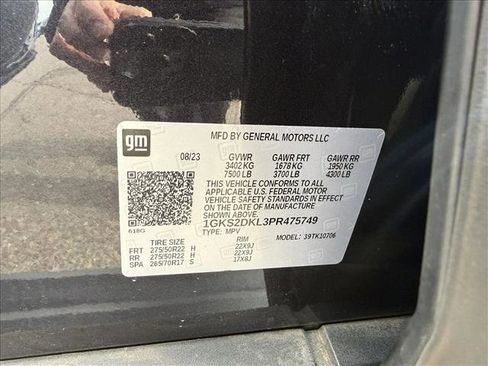 gm
MFD BY GENERAL MOTORS LLC
08/23 GVWR GAWR FRT GAWR RR
3402 KG 1678 KG 1950 KG
7500 LB 3700 LB 4300 LB
THIS VEHICLE CONFORMS TO ALL
APPLICABLE U.S. FEDERAL MOTOR
VEHICLE SAFETY STANDARDS IN EFFECT
ON THE DATE OF MANUFACTURE
SHOWN ABOVE.
1GKS2DKL3PR475749
618G
TYPE: MPV MODEL: 39TK10706
TIRE SIZE RIM
FRT 275/50R22 H 22X9J
RR 275/50R22 H 22X9J
SPA 265/70R17 S 17X8J